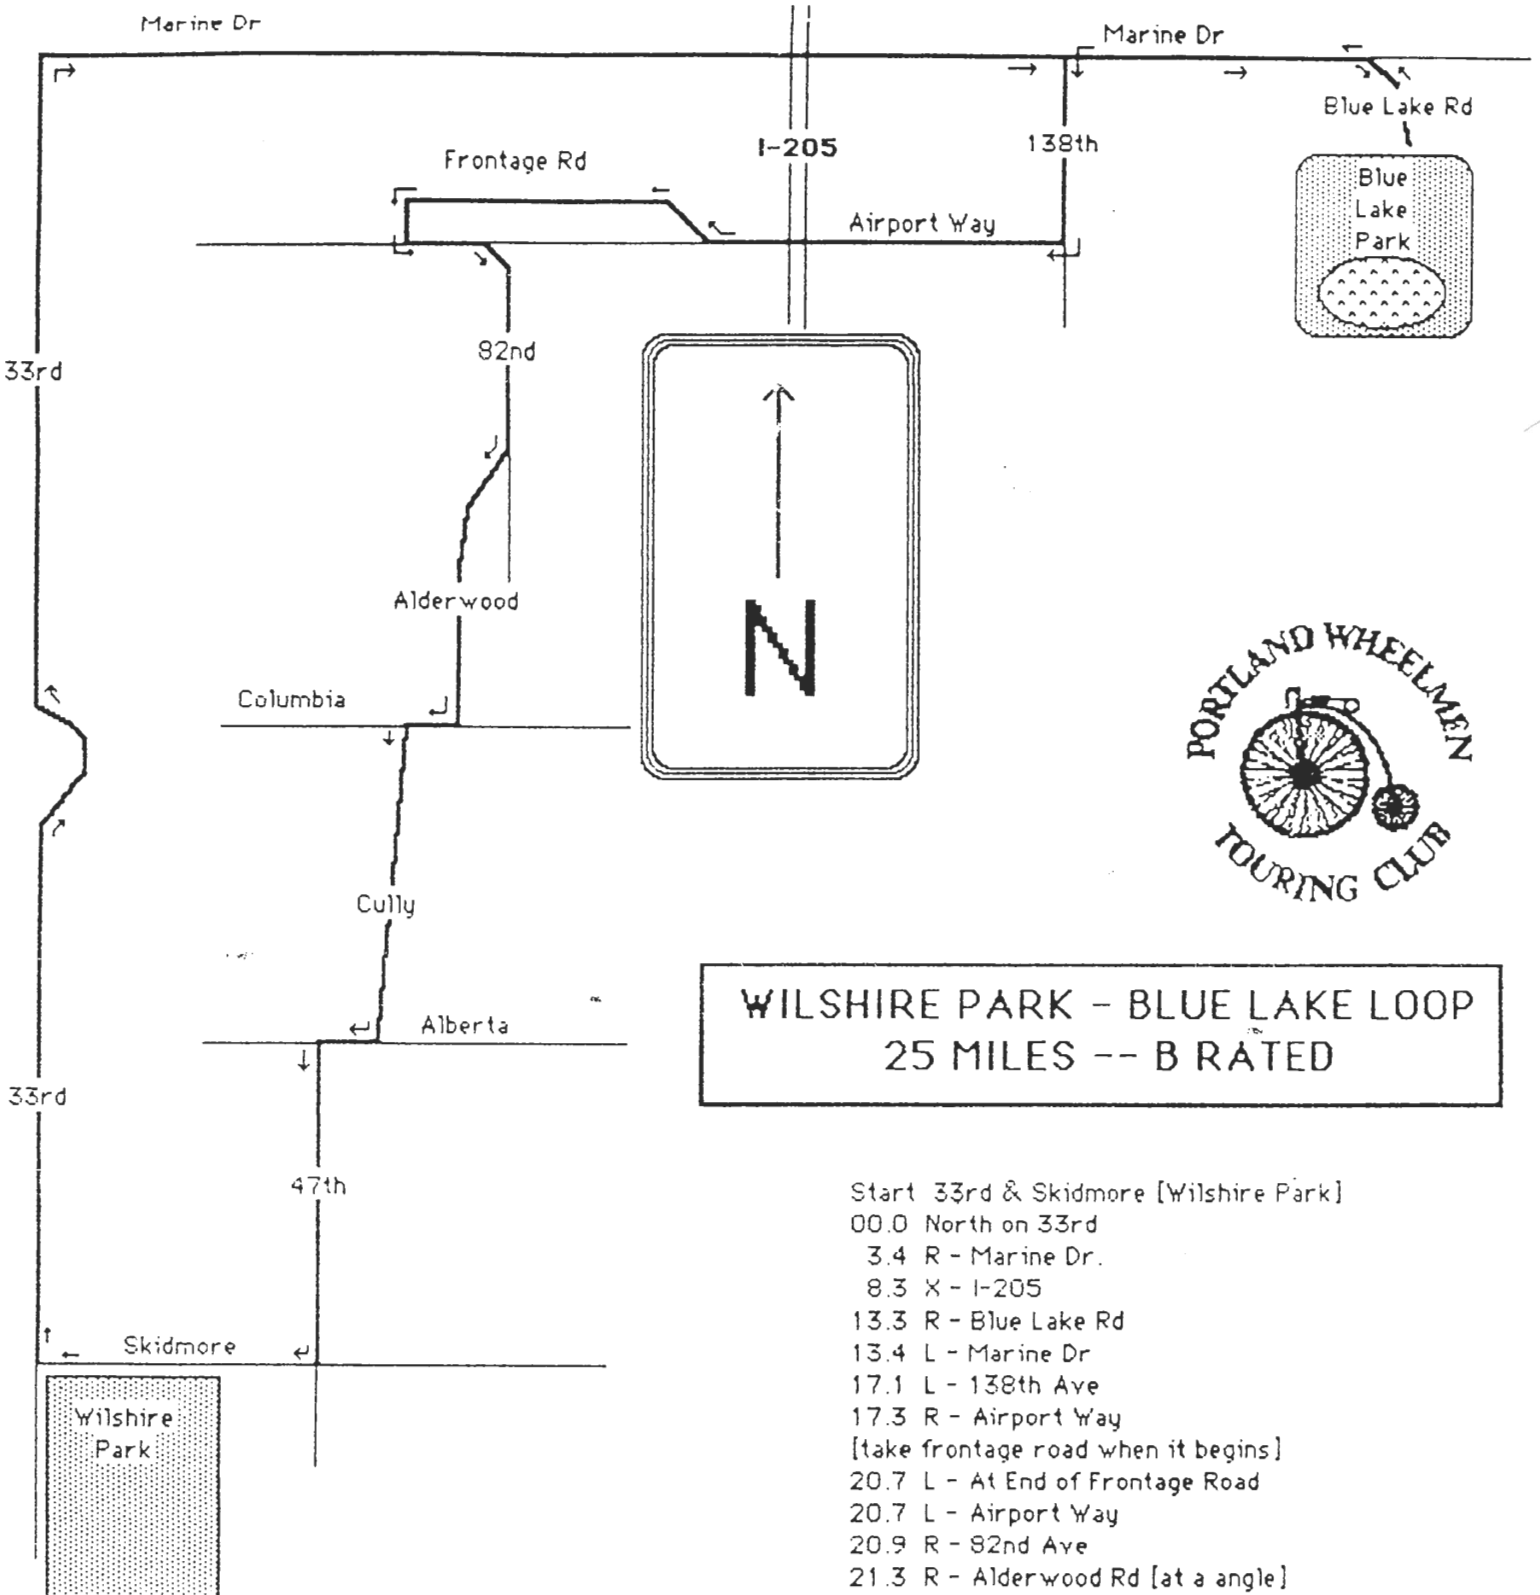 Marine Dr
Marine Dr
Blue Lake Rd
I-205
138th
Frontage Rd
Airport Way
Blue
Lake
Park
82nd
33rd
N
Alderwood
Columbia
PORTLAND WHEELMEN
TOURING CLUB
Cully
Alberta
WILSHIRE PARK - BLUE LAKE LOOP
25 MILES -- B RATED
33rd
47th
Skidmore
Wilshire
Park
Start 33rd & Skidmore [Wilshire Park]
00.0 North on 33rd
3.4 R - Marine Dr.
8.3 X - I-205
13.3 R - Blue Lake Rd
13.4 L - Marine Dr
17.1 L - 138th Ave
17.3 R - Airport Way
[take frontage road when it begins]
20.7 L - At End of Frontage Road
20.7 L - Airport Way
20.9 R - 82nd Ave
21.3 R - Alderwood Rd [at a angle]